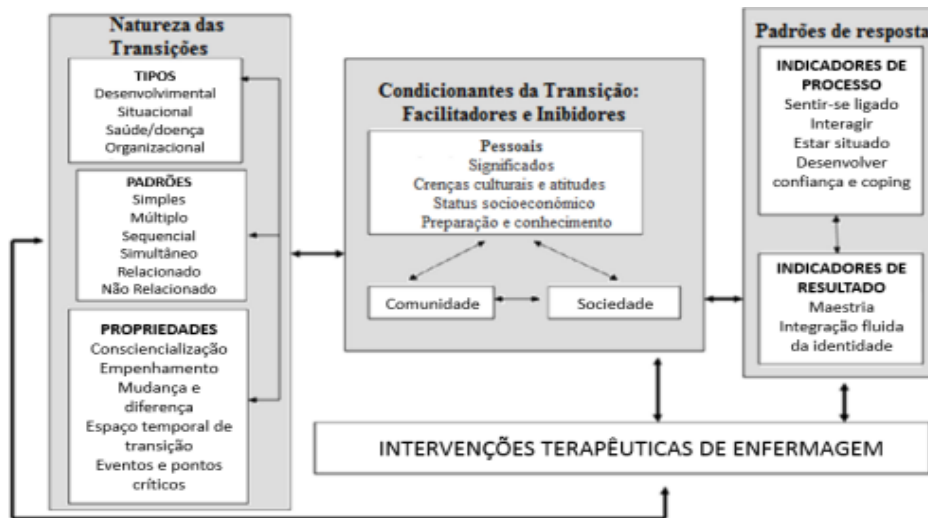 Natureza das
Transições
TIPOS
Desenvolvimental
Situacional
Saúde/doença
Organizacional
PADRÕES
Simples
Múltiplo
Sequencial
Simultâneo
Relacionado
Não Relacionado
PROPRIEDADES
Consciencialização
Empenhamento
Mudança e
diferença
Espaço temporal de
transição
Eventos e pontos
críticos
Condicionantes da Transição:
Facilitadores e Inibidores
Pessoais
Significados
Crenças culturais e atitudes
Status socioeconómico
Preparação e conhecimento
Comunidade
Sociedade
Padrões de resposta
INDICADORES DE
PROCESSO
Sentir-se ligado
Interagir
Estar situado
Desenvolver
confiança e coping
INDICADORES DE
RESULTADO
Maestria
Integração fluida
da identidade
INTERVENÇÕES TERAPÊUTICAS DE ENFERMAGEM